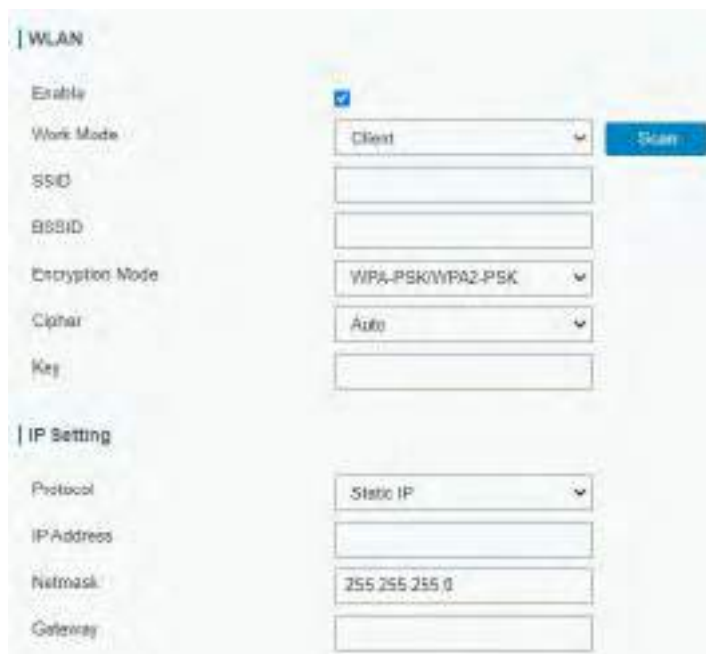 WLAN
Enable
Work Mode Client Scan
SSID
BSSID
Encryption Mode WPA-PSK/WPA2-PSK
Cipher Auto
Key
IP Setting
Protocol Static IP
IP Address
Netmask 255.255.255.0
Gateway